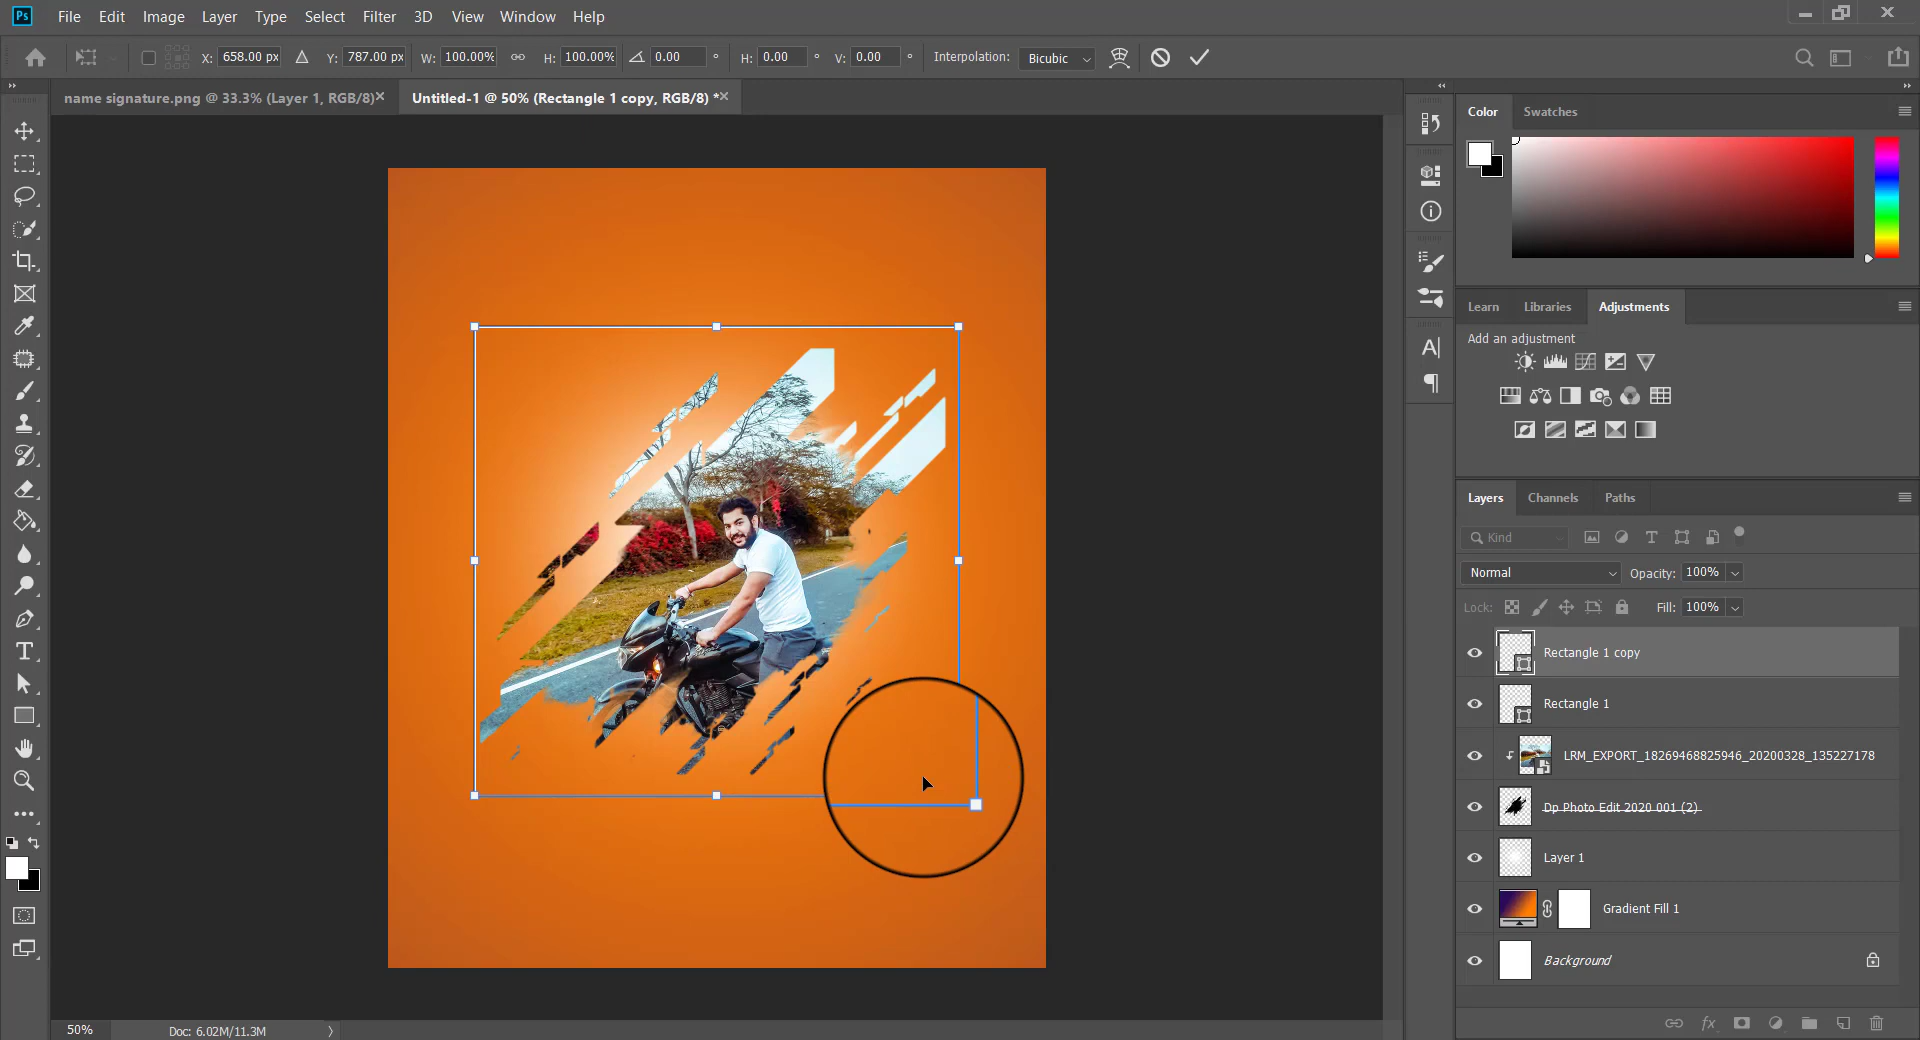 Ps File Edit Image Layer Type Select Filter 3D View Window Help
X: 658.00 px Y: 787.00 px W: 100.00% H: 100.00% 0.00 ° H: 0.00 ° V: 0.00 ° Interpolation: Bicubic
name signature.png @ 33.3% (Layer 1, RGB/8) Untitled-1 @ 50% (Rectangle 1 copy, RGB/8) *
Color Swatches
Learn Libraries Adjustments
Add an adjustment
Layers Channels Paths
Kind
Normal Opacity: 100%
Lock: Fill: 100%
Rectangle 1 copy
Rectangle 1
LRM_EXPORT_18269468825946_20200328_135227178
Dp Photo Edit 2020 001 (2)
Layer 1
Gradient Fill 1
Background
fx
50% Doc: 6.02M/11.3M